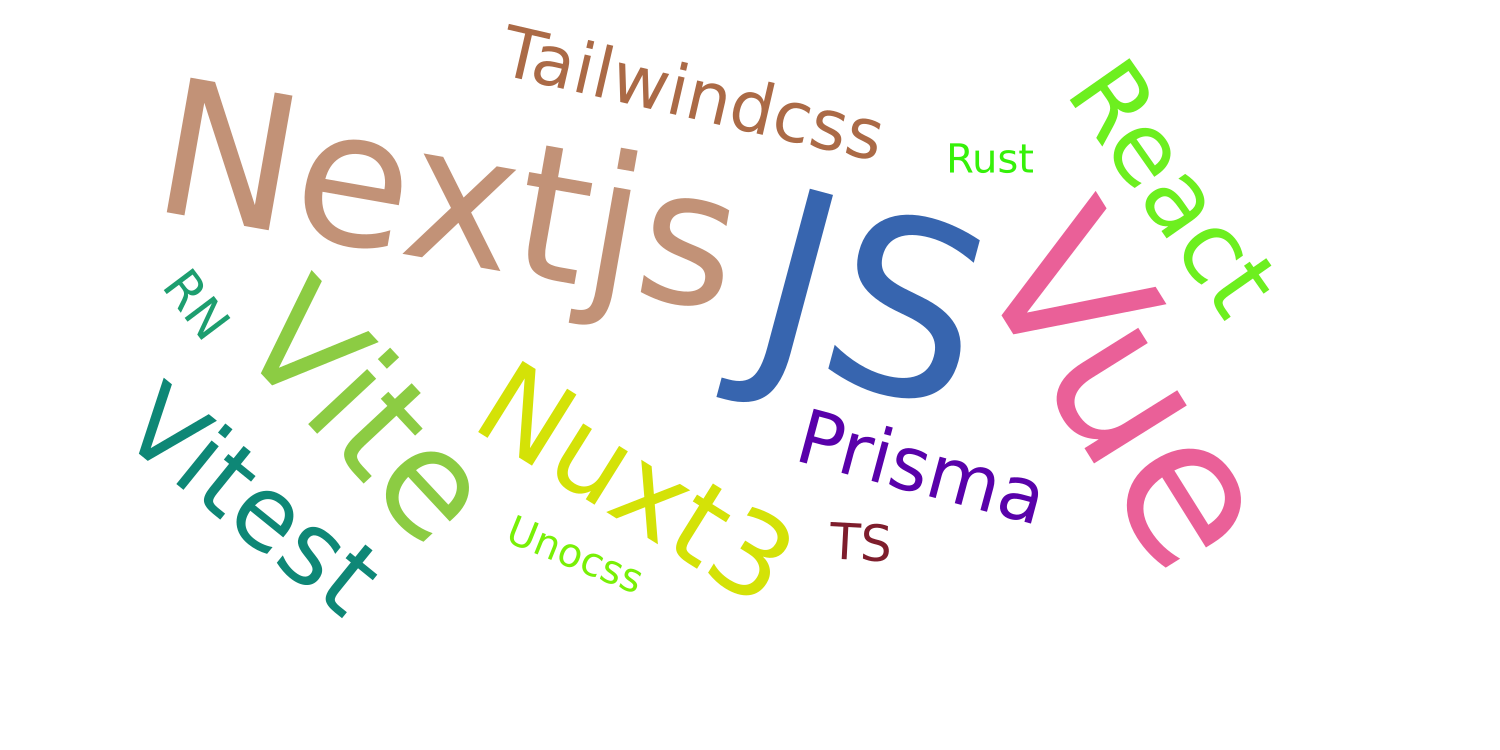 Tailwindcss
React
Nextjs
Rust
JS
Vue
RN
Vite
Nuxt3
Vitest
Prisma
Unocss
TS